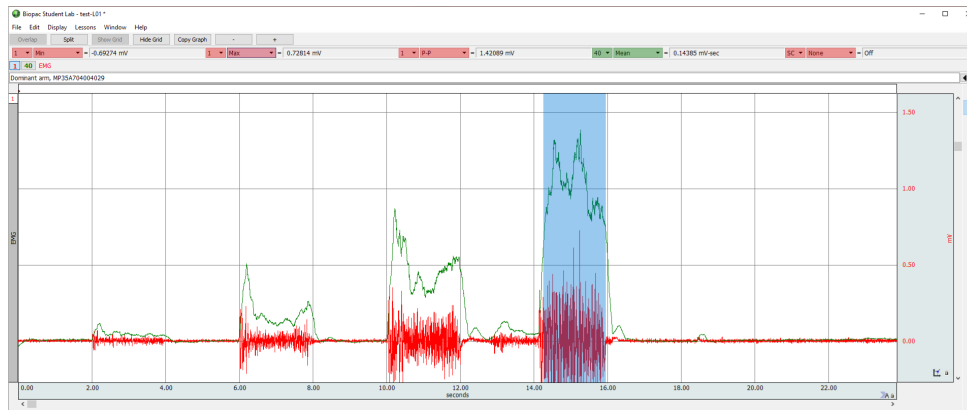 Biopac Student Lab - test-L01 *
File Edit Display Lessons Window Help
Overlap Split Show Grid Hide Grid Copy Graph - +
1 Min = -0.69274 mV 1 Max = 0.72814 mV 1 P-P = 1.42089 mV 40 Mean = 0.14385 mV-sec SC None = Off
1 40 EMG
Dominant arm, MP35A704004029
1
1.50
1.00
EMG
mV
0.50
0.00
a
0.00 2.00 4.00 6.00 8.00 10.00 12.00 14.00 16.00 18.00 20.00 22.00
seconds
A a